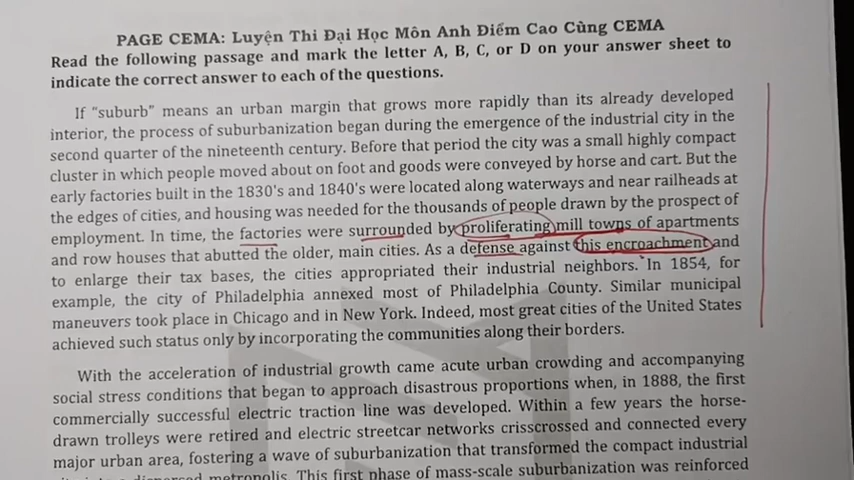 PAGE CEMA: Luyện Thi Đại Học Môn Anh Điểm Cao Cùng CEMA
Read the following passage and mark the letter A, B, C, or D on your answer sheet to
indicate the correct answer to each of the questions.
If "suburb" means an urban margin that grows more rapidly than its already developed
interior, the process of suburbanization began during the emergence of the industrial city in the
second quarter of the nineteenth century. Before that period the city was a small highly compact
cluster in which people moved about on foot and goods were conveyed by horse and cart. But the
early factories built in the 1830's and 1840's were located along waterways and near railheads at
the edges of cities, and housing was needed for the thousands of people drawn by the prospect of
employment. In time, the factories were surrounded by proliferating mill towns of apartments
and row houses that abutted the older, main cities. As a defense against this encroachment and
to enlarge their tax bases, the cities appropriated their industrial neighbors. In 1854, for
example, the city of Philadelphia annexed most of Philadelphia County. Similar municipal
maneuvers took place in Chicago and in New York. Indeed, most great cities of the United States
achieved such status only by incorporating the communities along their borders.
With the acceleration of industrial growth came acute urban crowding and accompanying
social stress conditions that began to approach disastrous proportions when, in 1888, the first
commercially successful electric traction line was developed. Within a few years the horse-
drawn trolleys were retired and electric streetcar networks crisscrossed and connected every
major urban area, fostering a wave of suburbanization that transformed the compact industrial
city into a dispersed metropolis. This first phase of mass-scale suburbanization was reinforced